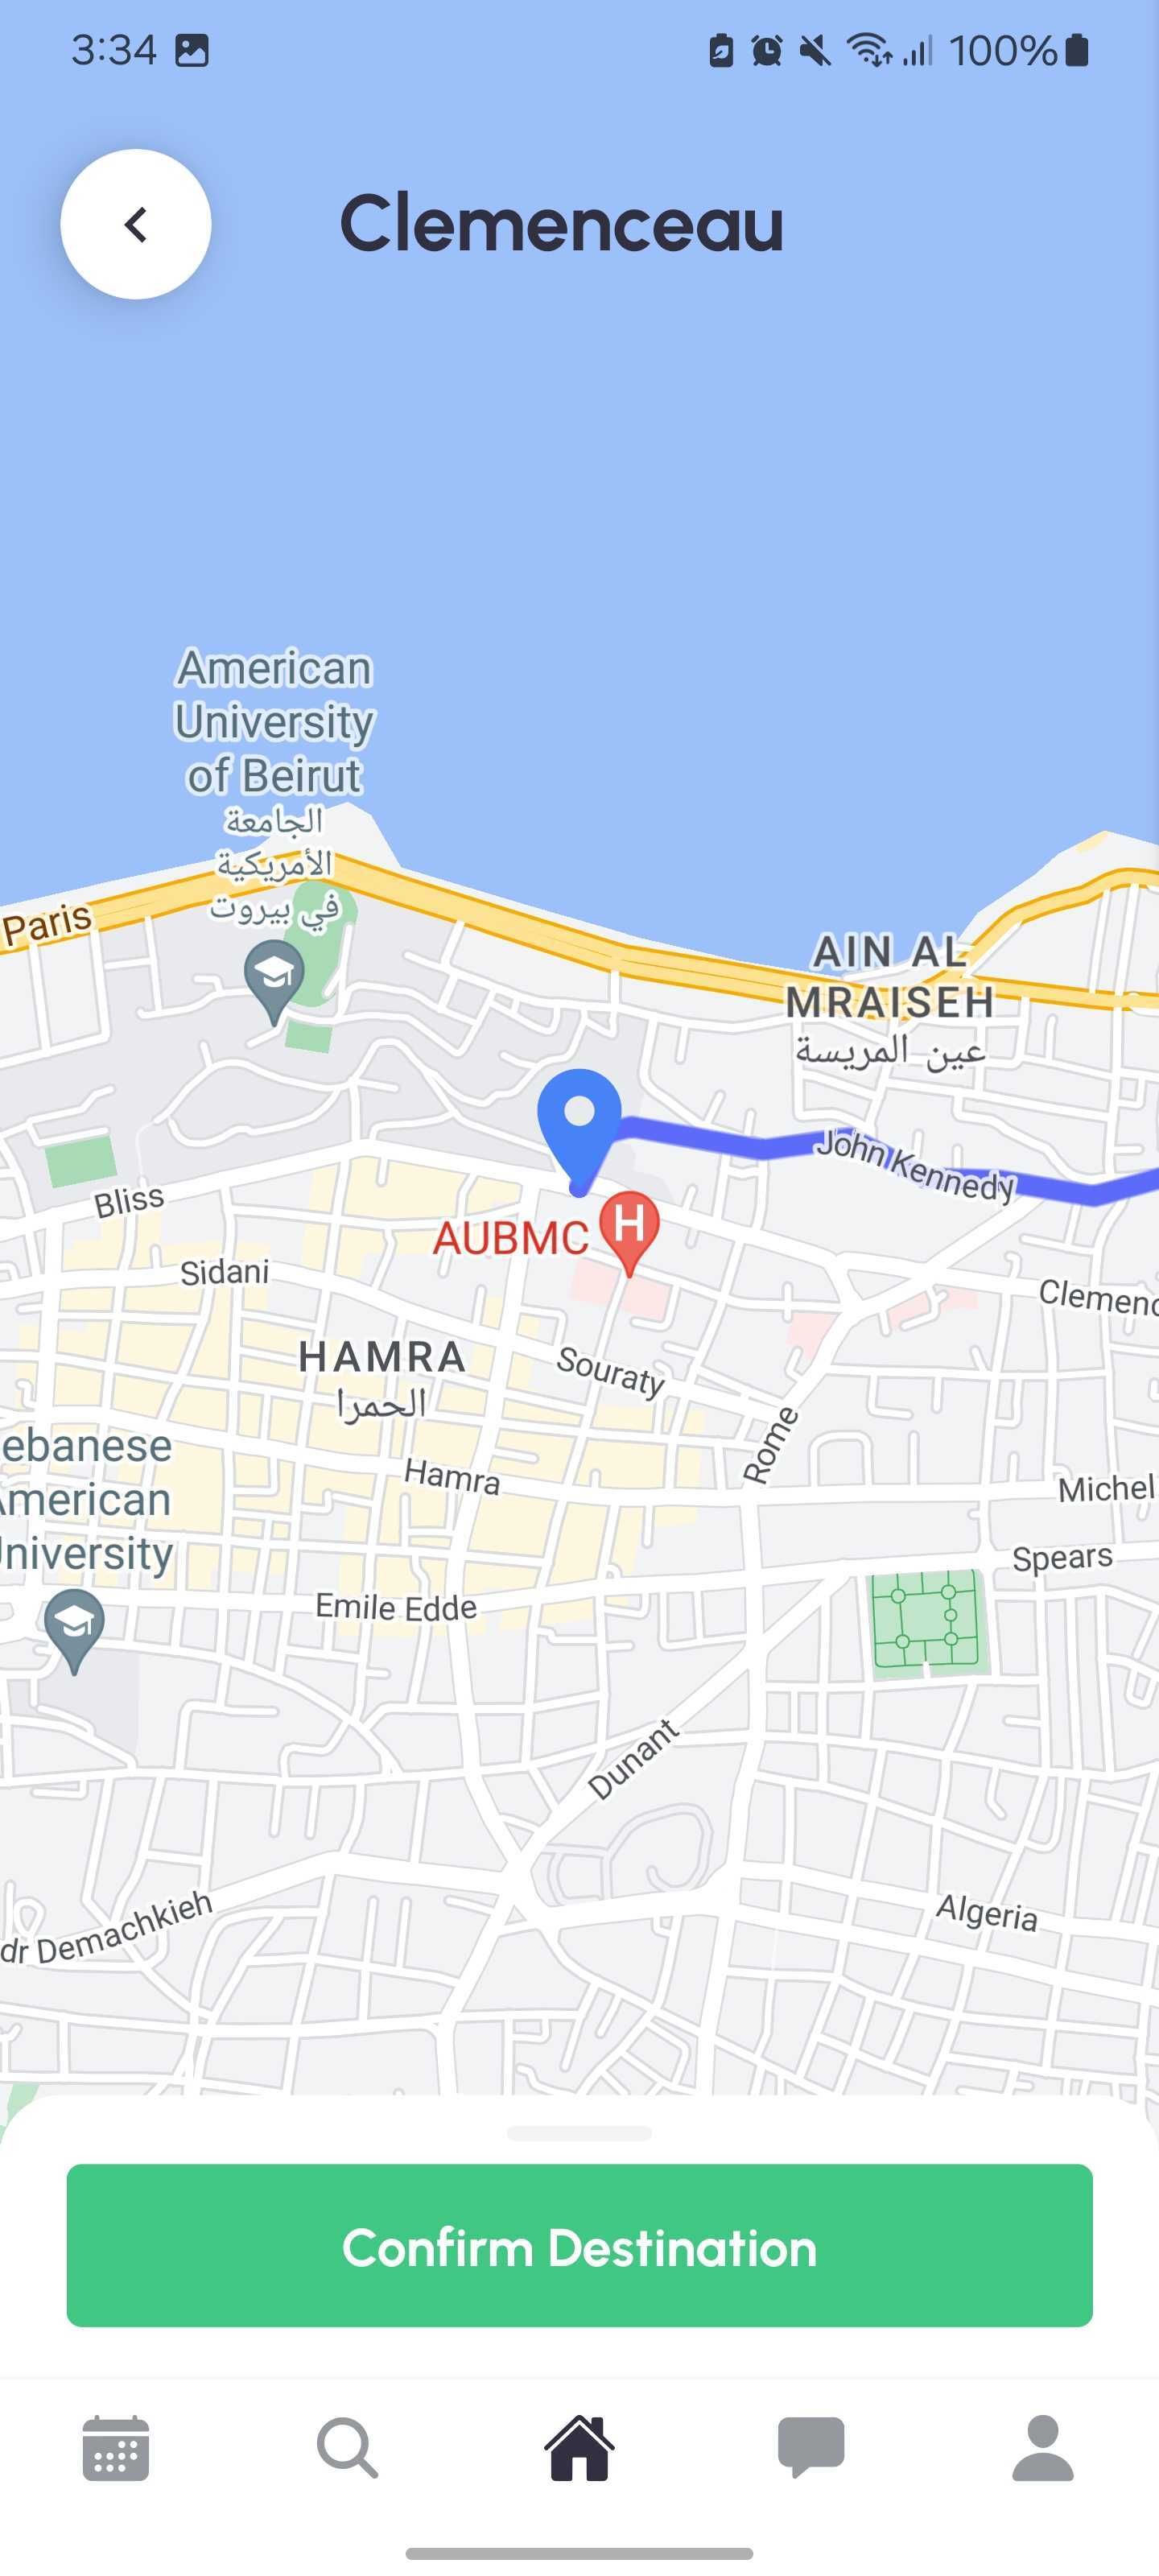 3:34
100%
Clemenceau
American
University
of Beirut
الجامعة
الأمريكية
في بيروت
Paris
AIN AL
MRAISEH
عين المريسة
John Kennedy
Bliss
AUBMC
H
Sidani
Clemenc
HAMRA
الحمرا
Souraty
Rome
ebanese
American
University
Hamra
Michel
Spears
Emile Edde
Dunant
dr Demachkieh
Algeria
Confirm Destination